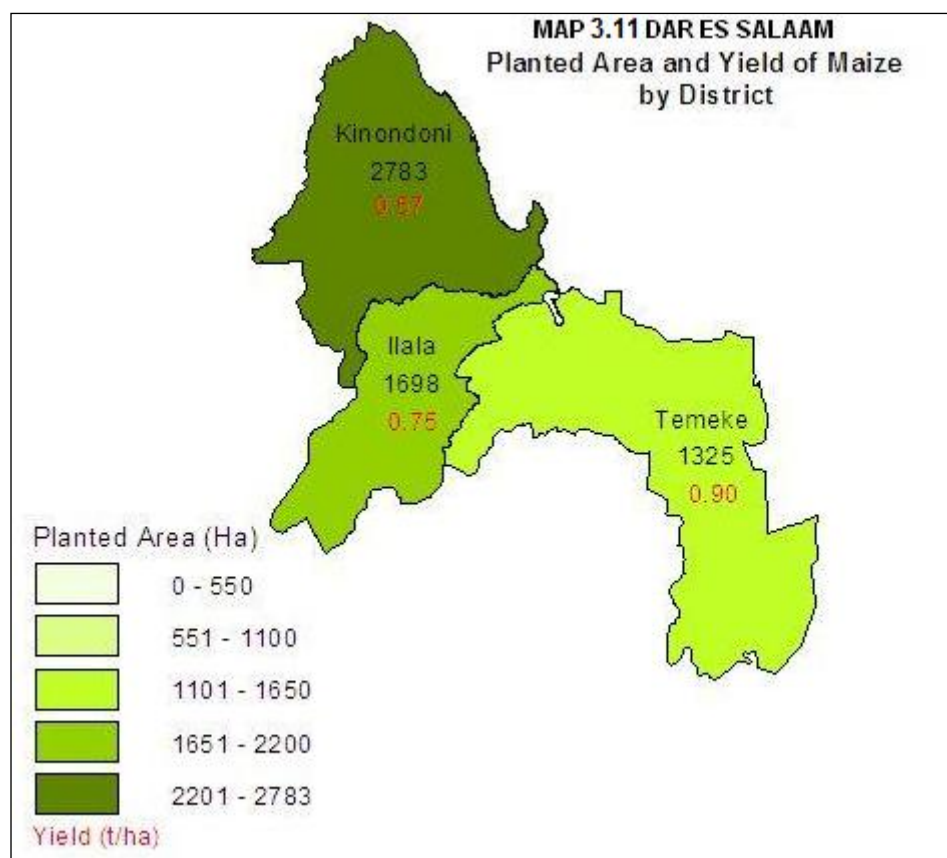 MAP 3.11 DAR ES SALAAM
Planted Area and Yield of Maize
by District
Kinondoni
2783
0.57
Ilala
1698
0.75
Temeke
1325
0.90
Planted Area (Ha)
0 - 550
551 - 1100
1101 - 1650
1651 - 2200
2201 - 2783
Yield (t/ha)